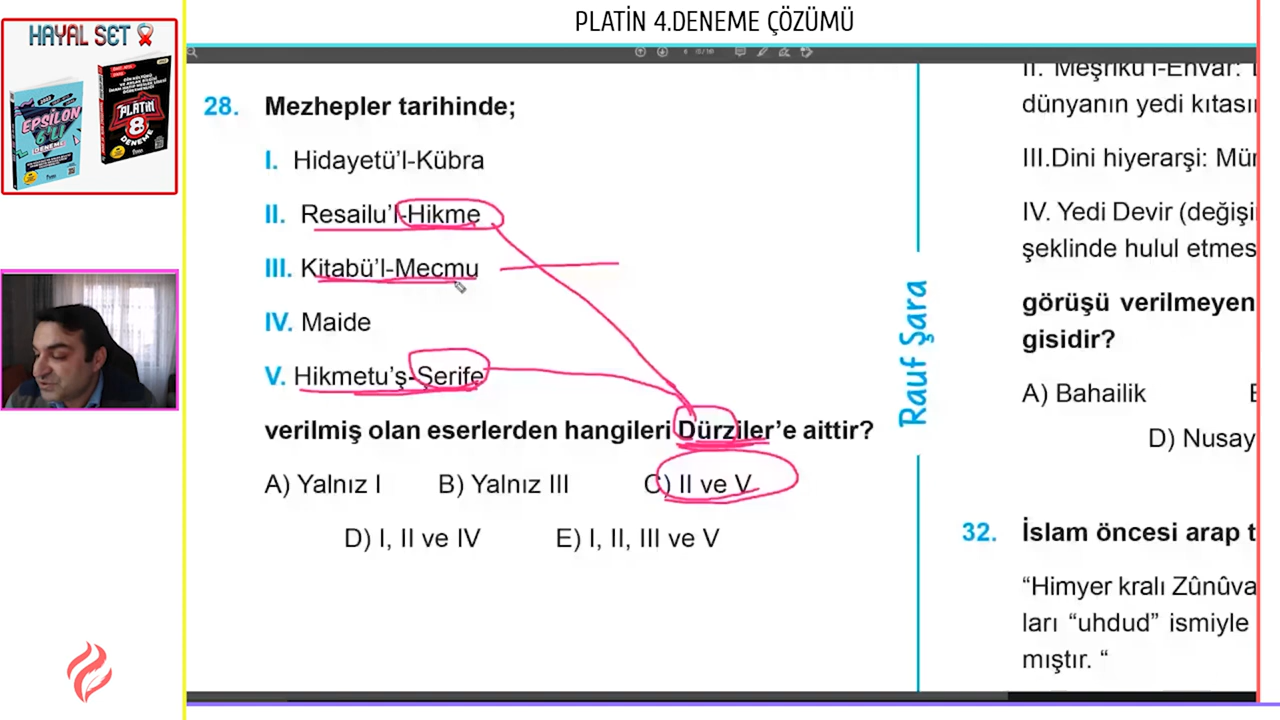 PLATİN 4.DENEME ÇÖZÜMÜ
HAYAL SET
EPSİLON
6'LI
DENEME
PLATİN
8
DENEME
28. Mezhepler tarihinde;
I. Hidayetü'l-Kübra
II. Resailu'l-Hikme
III. Kitabü'l-Mecmu
IV. Maide
V. Hikmetu'ş-Şerife
verilmiş olan eserlerden hangileri Dürziler'e aittir?
A) Yalnız I B) Yalnız III C) II ve V
D) I, II ve IV E) I, II, III ve V
Rauf Şara
II. Meşriku'l-Envar:
dünyanın yedi kıtası
III.Dini hiyerarşi: Mür
IV. Yedi Devir (değişi
şeklinde hulul etmes
görüşü verilmeyen
gisidir?
A) Bahailik
D) Nusay
32. İslam öncesi arap t
“Himyer kralı Zûnûva
ları “uhdud” ismiyle
mıştır. “